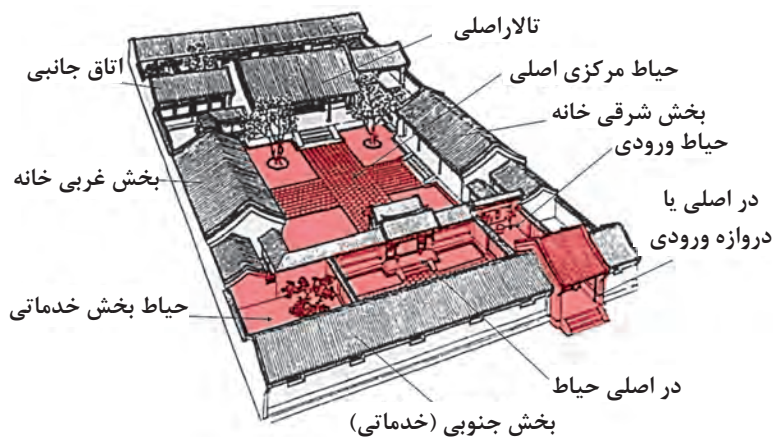 تالاراصلی
حیاط مرکزی اصلی
اتاق جانبی
بخش شرقی خانه
حیاط ورودی
بخش غربی خانه
در اصلی یا
دروازه ورودی
حیاط بخش خدماتی
در اصلی حیاط
بخش جنوبی (خدماتی)